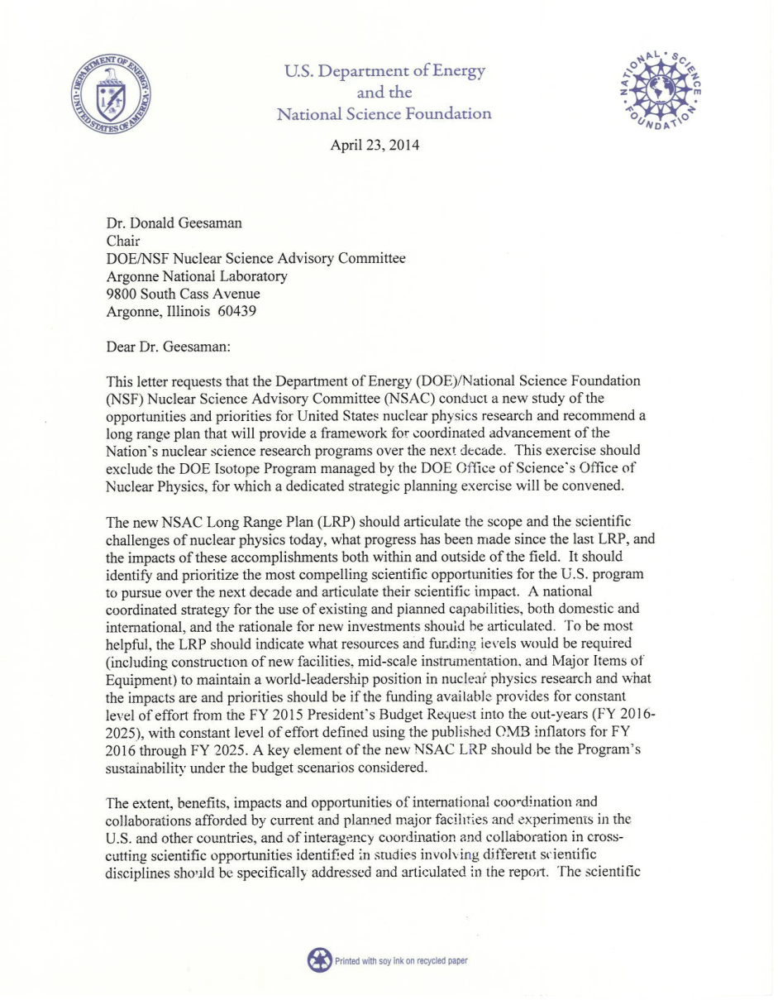 DEPARTMENT OF ENERGY
UNITED STATES OF AMERICA
U.S. Department of Energy
and the
National Science Foundation
NATIONAL SCIENCE FOUNDATION
April 23, 2014
Dr. Donald Geesaman
Chair
DOE/NSF Nuclear Science Advisory Committee
Argonne National Laboratory
9800 South Cass Avenue
Argonne, Illinois 60439
Dear Dr. Geesaman:
This letter requests that the Department of Energy (DOE)/National Science Foundation
(NSF) Nuclear Science Advisory Committee (NSAC) conduct a new study of the
opportunities and priorities for United States nuclear physics research and recommend a
long range plan that will provide a framework for coordinated advancement of the
Nation's nuclear science research programs over the next decade. This exercise should
exclude the DOE Isotope Program managed by the DOE Office of Science's Office of
Nuclear Physics, for which a dedicated strategic planning exercise will be convened.
The new NSAC Long Range Plan (LRP) should articulate the scope and the scientific
challenges of nuclear physics today, what progress has been made since the last LRP, and
the impacts of these accomplishments both within and outside of the field. It should
identify and prioritize the most compelling scientific opportunities for the U.S. program
to pursue over the next decade and articulate their scientific impact. A national
coordinated strategy for the use of existing and planned capabilities, both domestic and
international, and the rationale for new investments should be articulated. To be most
helpful, the LRP should indicate what resources and funding levels would be required
(including construction of new facilities, mid-scale instrumentation, and Major Items of
Equipment) to maintain a world-leadership position in nuclear physics research and what
the impacts are and priorities should be if the funding available provides for constant
level of effort from the FY 2015 President's Budget Request into the out-years (FY 2016-
2025), with constant level of effort defined using the published OMB inflators for FY
2016 through FY 2025. A key element of the new NSAC LRP should be the Program's
sustainability under the budget scenarios considered.
The extent, benefits, impacts and opportunities of international coordination and
collaborations afforded by current and planned major facilities and experiments in the
U.S. and other countries, and of interagency coordination and collaboration in cross-
cutting scientific opportunities identified in studies involving different scientific
disciplines should be specifically addressed and articulated in the report. The scientific
Printed with soy ink on recycled paper